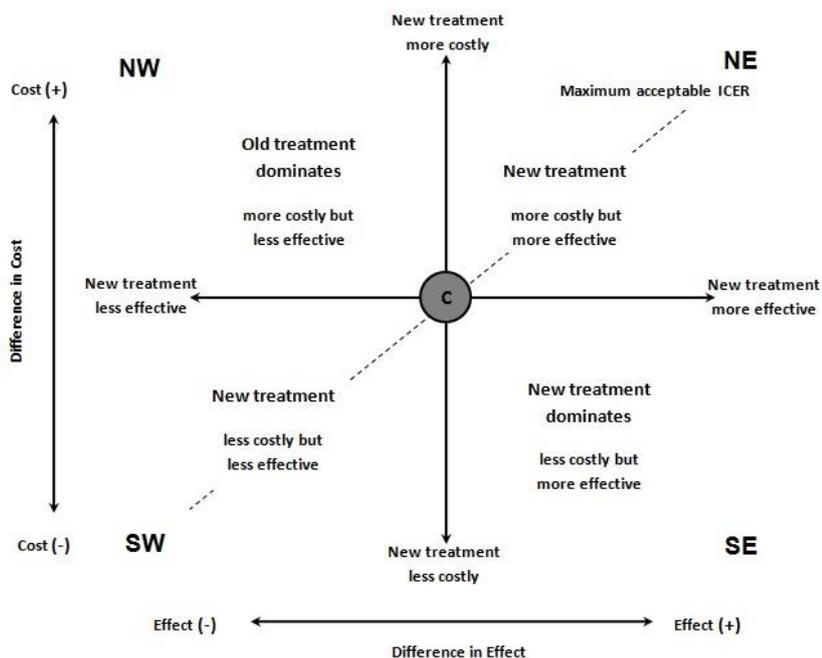 New treatment
more costly
NW
NE
Cost (+)
Maximum acceptable ICER
Old treatment
dominates
more costly but
less effective
New treatment
more costly but
more effective
Difference in Cost
New treatment
less effective
C
New treatment
more effective
New treatment
less costly but
less effective
New treatment
dominates
less costly but
more effective
Cost (-)
SW
New treatment
less costly
SE
Effect (-)
Effect (+)
Difference in Effect